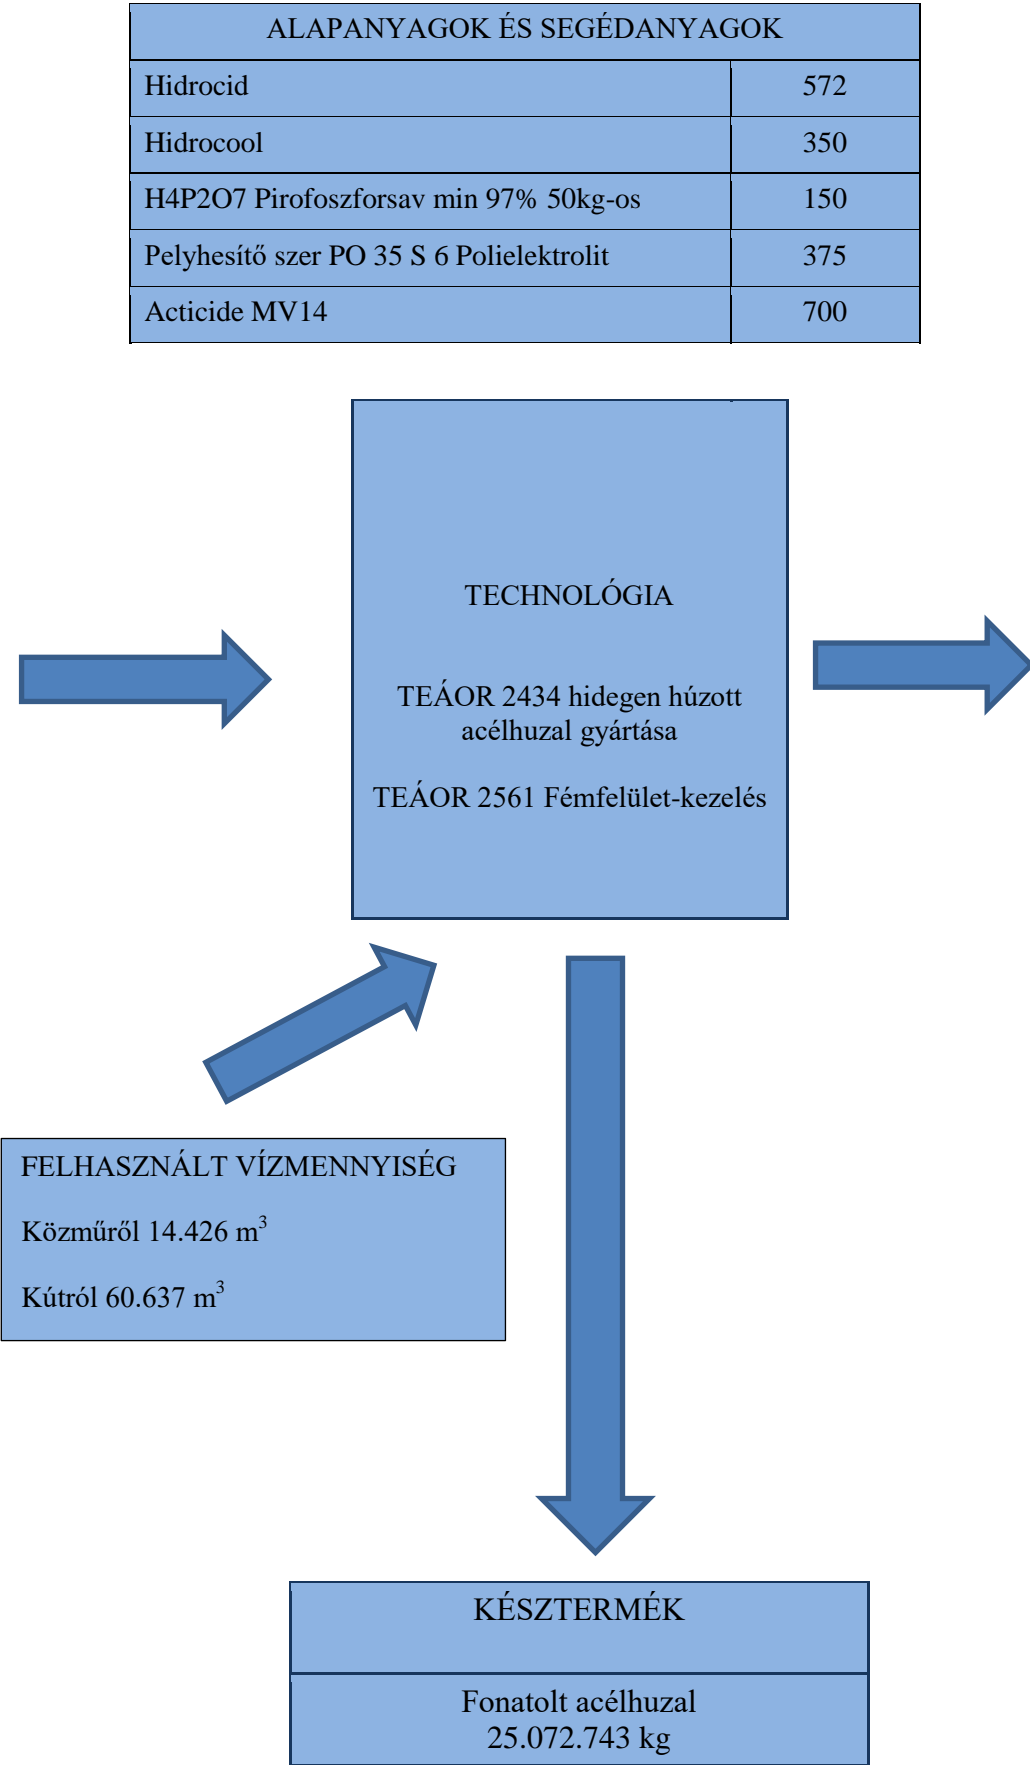 ALAPANYAGOK ÉS SEGÉDANYAGOK
Hidrocid 572
Hidrocool 350
H4P2O7 Pirofoszforsav min 97% 50kg-os 150
Pelyhesítő szer PO 35 S 6 Polielektrolit 375
Acticide MV14 700
TECHNOLÓGIA
TEÁOR 2434 hidegen húzott
acélhuzal gyártása
TEÁOR 2561 Fémfelület-kezelés
FELHASZNÁLT VÍZMENNYISÉG
Közműről 14.426 m³
Kútról 60.637 m³
KÉSZTERMÉK
Fonatolt acélhuzal
25.072.743 kg